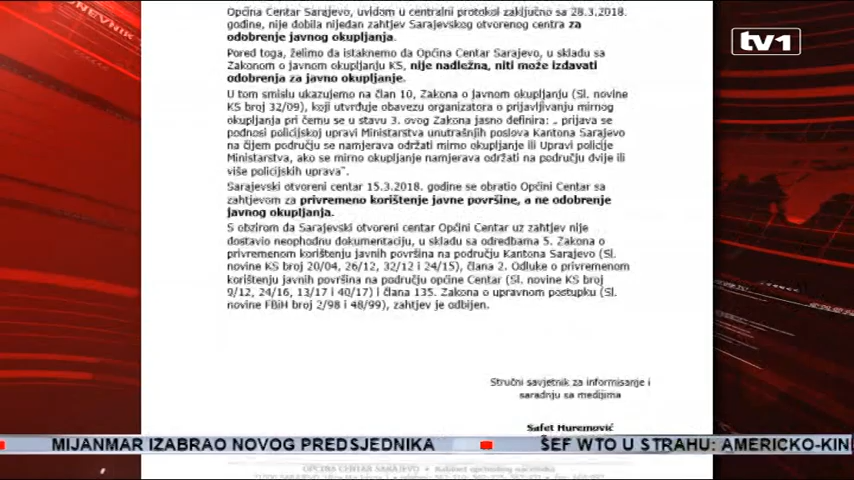 DNEVNIK
tv1
Općina Centar Sarajevo, uvidom u centralni protokol zaključno sa 28.3.2018.
godine, nije dobila nijedan zahtjev Sarajevskog otvorenog centra za
odobrenje javnog okupljanja.
Pored toga, želimo da istaknemo da Općina Centar Sarajevo, u skladu sa
Zakonom o javnom okupljanju KS, nije nadležna, niti može izdavati
odobrenja za javno okupljanje.
U tom smislu ukazujemo na član 10, Zakona o javnom okupljanju (Sl. novine
KS broj 32/09), koji utvrđuje obavezu organizatora o prijavljivanju mirnog
okupljanja pri čemu se u stavu 3. ovog Zakona jasno definira: „ prijava se
podnosi policijskoj upravi Ministarstva unutrašnjih poslova Kantona Sarajevo
na čijem području se namjerava održati mirno okupljanje ili Upravi policije
Ministarstva, ako se mirno okupljanje namjerava održati na području dvije ili
više policijskih uprava".
Sarajevski otvoreni centar 15.3.2018. godine se obratio Općini Centar sa
zahtjevom za privremeno korištenje javne površine, a ne odobrenje
javnog okupljanja.
S obzirom da Sarajevski otvoreni centar Općini Centar uz zahtjev nije
dostavio neophodnu dokumentaciju, u skladu sa odredbama 5. Zakona o
privremenom korištenju javnih površina na području Kantona Sarajevo (Sl.
novine KS broj 20/04, 26/12, 32/12 i 24/15), člana 2. Odluke o privremenom
korištenju javnih površina na području općine Centar (Sl. novine KS broj
9/12, 24/16, 13/17 i 40/17) i člana 135. Zakona o upravnom postupku (Sl.
novine FBiH broj 2/98 i 48/99), zahtjev je odbijen.
Stručni savjetnik za informisanje i
saradnju sa medijima
Safet Huremović
MIJANMAR IZABRAO NOVOG PREDSJEDNIKA ŠEF WTO U STRAHU: AMERICKO-KIN
OPĆINA CENTAR SARAJEVO • Kabinet općinskog načelnika